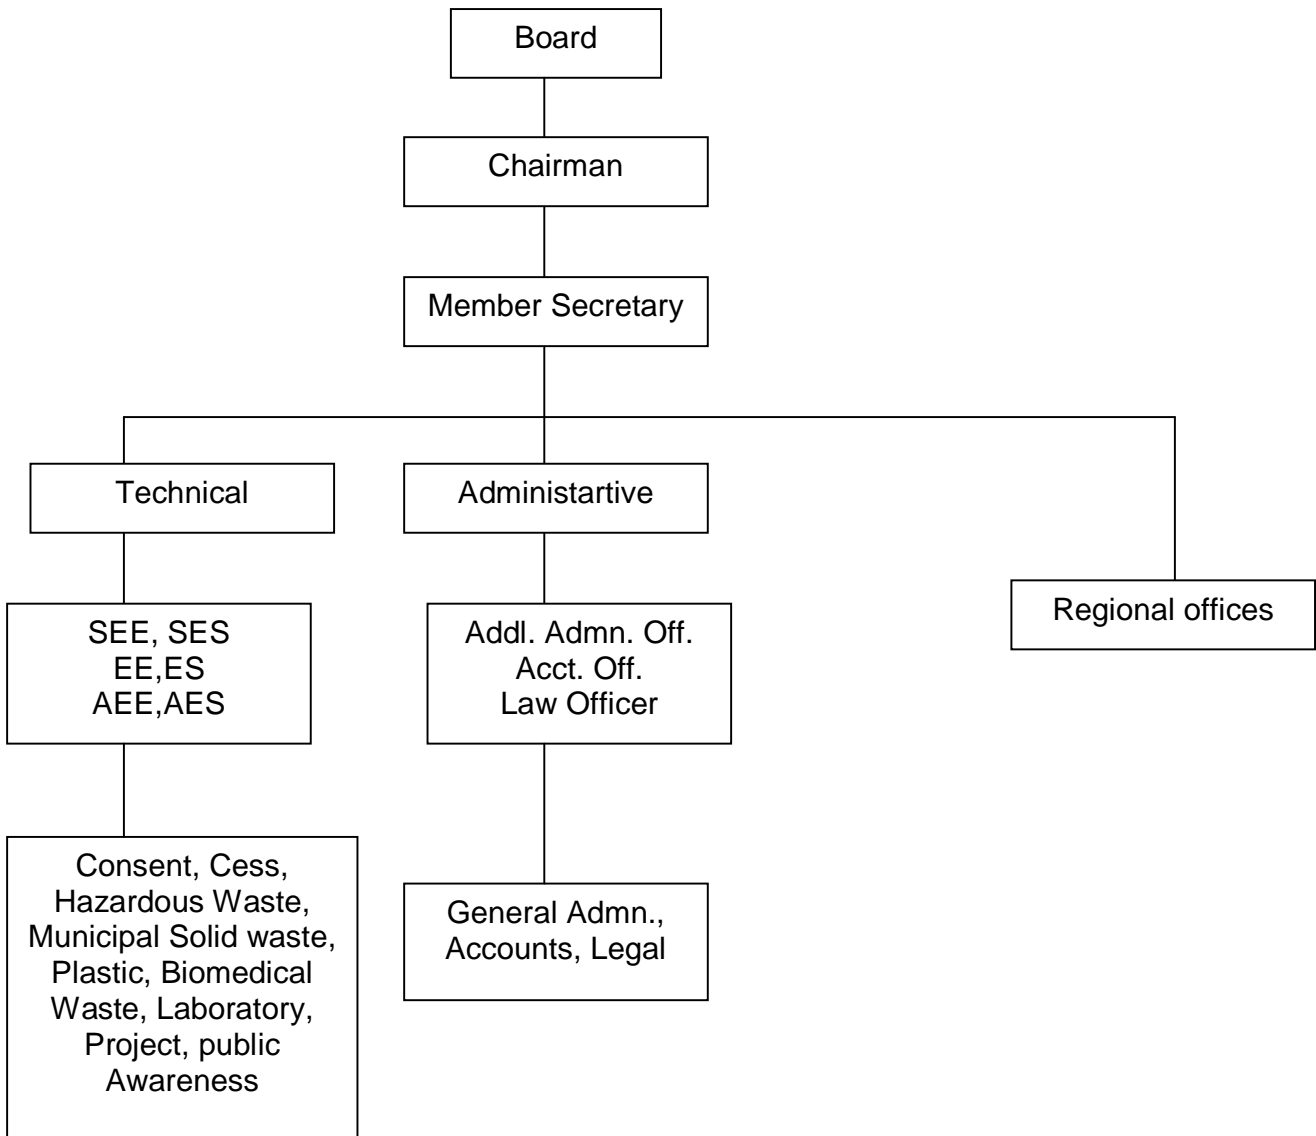 Board
Chairman
Member Secretary
Technical
Administartive
Regional offices
SEE, SES
EE,ES
AEE,AES
Addl. Admn. Off.
Acct. Off.
Law Officer
Consent, Cess,
Hazardous Waste,
Municipal Solid waste,
Plastic, Biomedical
Waste, Laboratory,
Project, public
Awareness
General Admn.,
Accounts, Legal